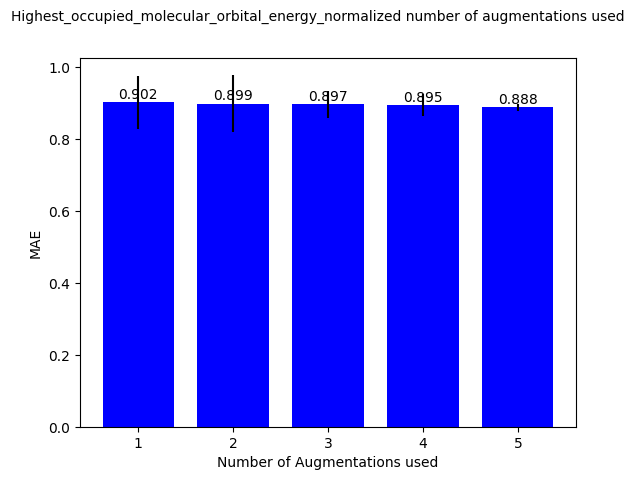 Highest_occupied_molecular_orbital_energy_normalized number of augmentations used
1.0
0.8
0.6
0.4
0.2
0.0
MAE
0.902
0.899
0.897
0.895
0.888
1 2 3 4 5
Number of Augmentations used